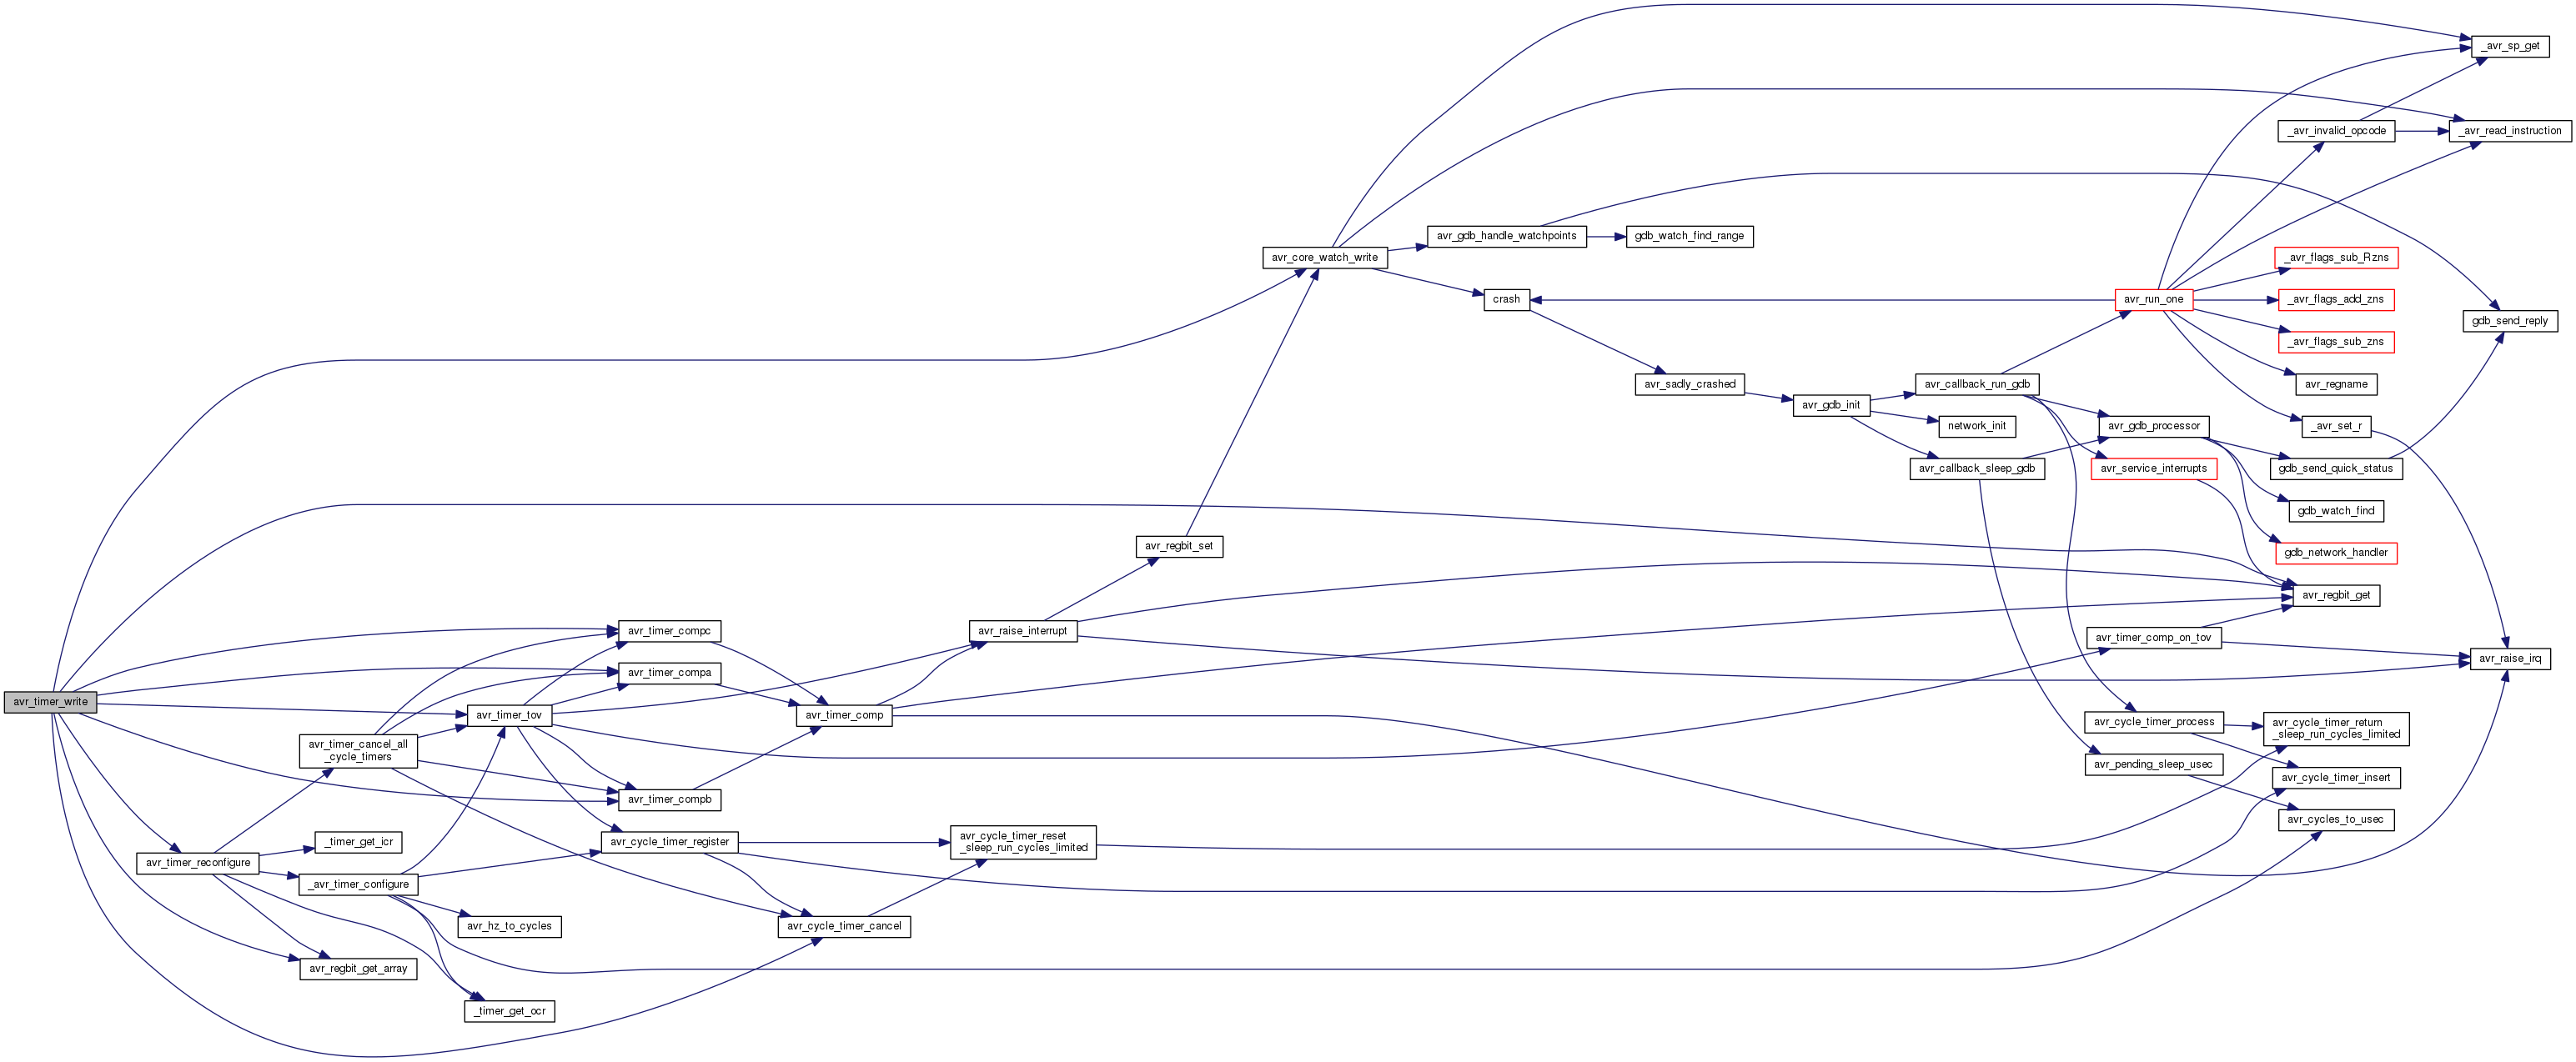 avr_timer_write
avr_timer_reconfigure
avr_timer_cancel_all
_cycle_timers
_timer_get_icr
_avr_timer_configure
avr_regbit_get_array
avr_timer_tov
avr_hz_to_cycles
_timer_get_ocr
avr_timer_compc
avr_timer_compa
avr_timer_compb
avr_cycle_timer_register
avr_timer_comp
avr_cycle_timer_cancel
avr_raise_interrupt
avr_cycle_timer_reset
_sleep_run_cycles_limited
avr_regbit_set
avr_core_watch_write
avr_gdb_handle_watchpoints
crash
gdb_watch_find_range
avr_sadly_crashed
avr_gdb_init
avr_callback_run_gdb
network_init
avr_callback_sleep_gdb
avr_run_one
avr_gdb_processor
avr_service_interrupts
avr_timer_comp_on_tov
avr_cycle_timer_process
avr_pending_sleep_usec
_avr_invalid_opcode
_avr_flags_sub_Rzns
_avr_flags_add_zns
_avr_flags_sub_zns
avr_regname
_avr_set_r
gdb_send_quick_status
gdb_watch_find
gdb_network_handler
avr_regbit_get
avr_cycle_timer_return
_sleep_run_cycles_limited
avr_cycle_timer_insert
avr_cycles_to_usec
_avr_sp_get
_avr_read_instruction
gdb_send_reply
avr_raise_irq